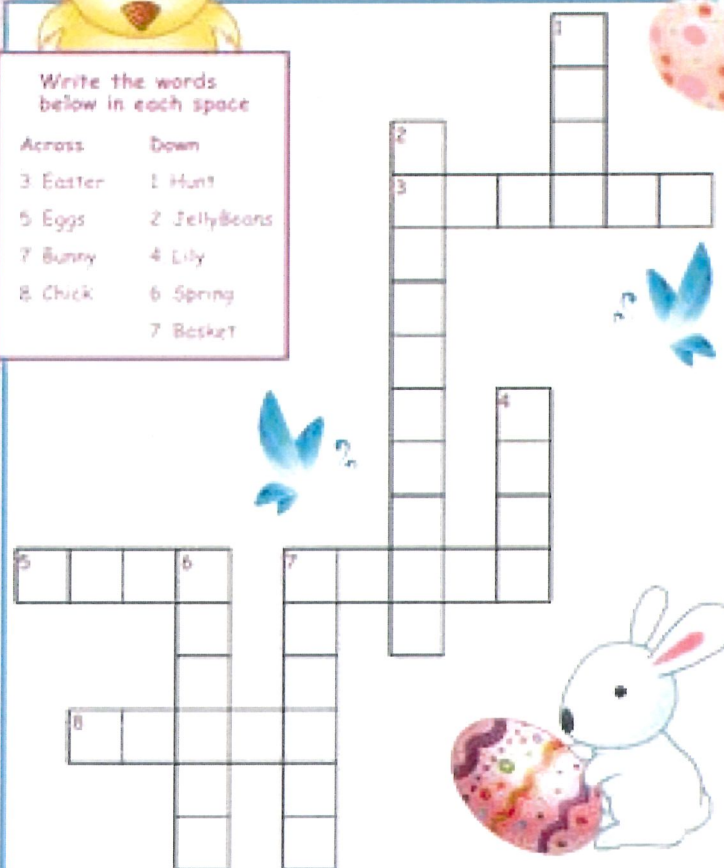 Write the words
below in each space
Across Down
3 Easter 1 Hunt
5 Eggs 2 JellyBeans
7 Bunny 4 Lily
8 Chick 6 Spring
7 Basket
1
2
3
4
5 6 7
8